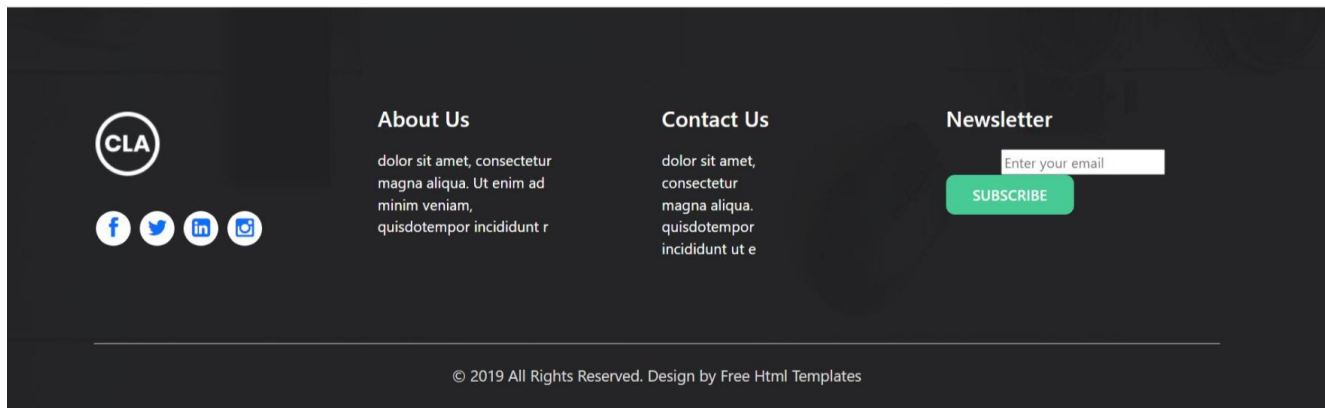 CLA
About Us
dolor sit amet, consectetur
magna aliqua. Ut enim ad
minim veniam,
quisdotempor incididunt r
Contact Us
dolor sit amet,
consectetur
magna aliqua.
quisdotempor
incididunt ut e
Newsletter
Enter your email
SUBSCRIBE
© 2019 All Rights Reserved. Design by Free Html Templates